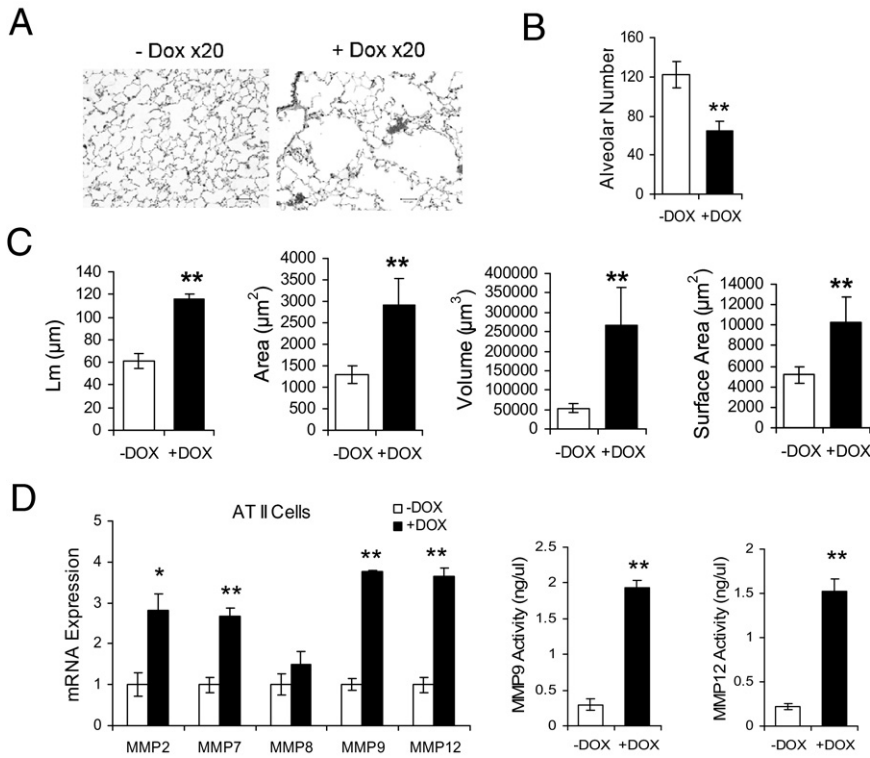 A
- Dox x20
+ Dox x20
B
160
120
80
40
0
Alveolar Number
**
-DOX +DOX
C
140
120
100
80
60
40
20
0
Lm (µm)
**
-DOX +DOX
4000
3500
3000
2500
2000
1500
1000
500
0
Area (µm²)
**
-DOX +DOX
400000
350000
300000
250000
200000
150000
100000
50000
0
Volume (µm³)
**
-DOX +DOX
14000
12000
10000
8000
6000
4000
2000
0
Surface Area (µm²)
**
-DOX +DOX
D
AT II Cells
-DOX
+DOX
5
4
3
2
1
0
mRNA Expression
*
**
**
**
MMP2 MMP7 MMP8 MMP9 MMP12
2.5
2
1.5
1
0.5
0
MMP9 Activity (ng/ul)
**
-DOX +DOX
2
1.5
1
0.5
0
MMP12 Activity (ng/ul)
**
-DOX +DOX